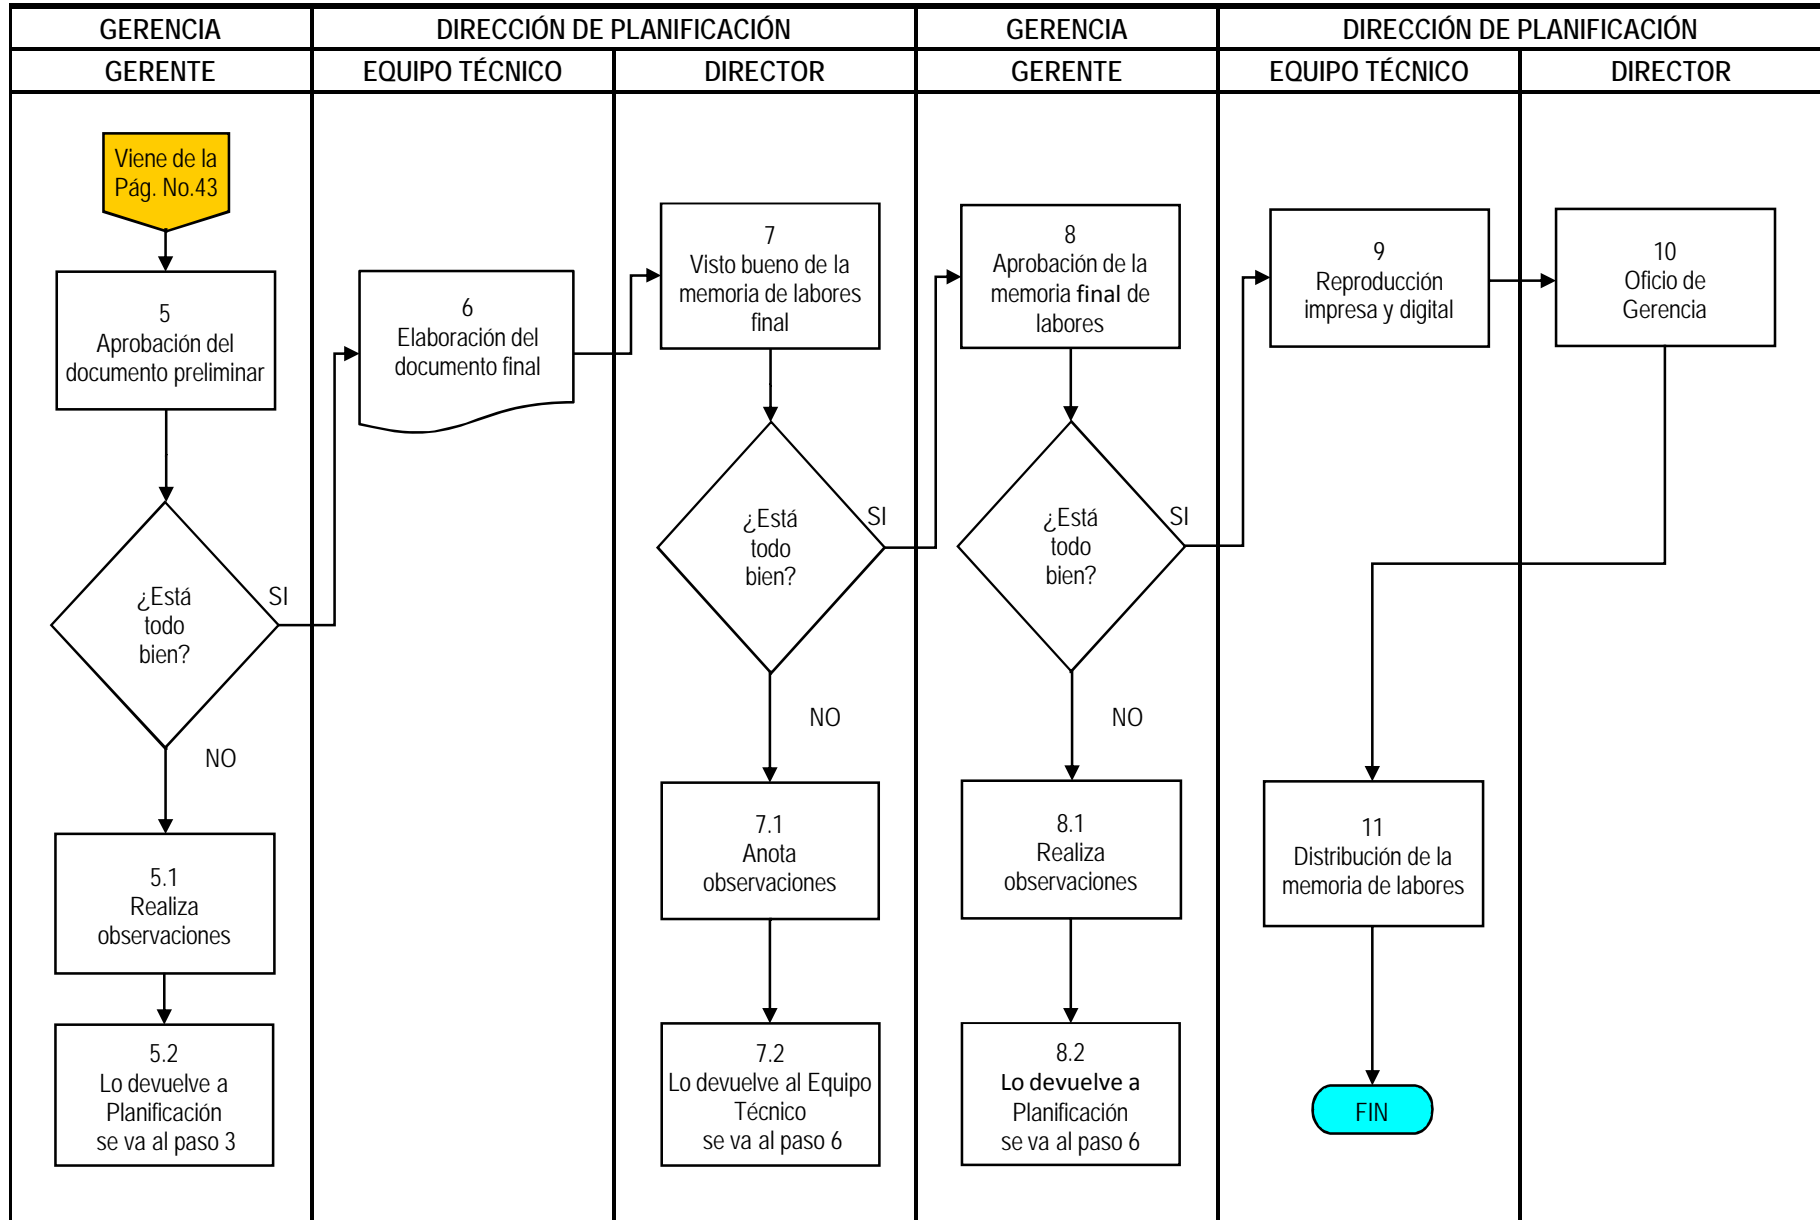 GERENCIA
DIRECCIÓN DE PLANIFICACIÓN
GERENCIA
DIRECCIÓN DE PLANIFICACIÓN
GERENTE
EQUIPO TÉCNICO
DIRECTOR
GERENTE
EQUIPO TÉCNICO
DIRECTOR
Viene de la
Pág. No.43
5
Aprobación del
documento preliminar
¿Está
todo
bien?
SI
NO
5.1
Realiza
observaciones
5.2
Lo devuelve a
Planificación
se va al paso 3
6
Elaboración del
documento final
7
Visto bueno de la
memoria de labores
final
¿Está
todo
bien?
SI
NO
7.1
Anota
observaciones
7.2
Lo devuelve al Equipo
Técnico
se va al paso 6
8
Aprobación de la
memoria final de
labores
¿Está
todo
bien?
SI
NO
8.1
Realiza
observaciones
8.2
Lo devuelve a
Planificación
se va al paso 6
9
Reproducción
impresa y digital
10
Oficio de
Gerencia
11
Distribución de la
memoria de labores
FIN